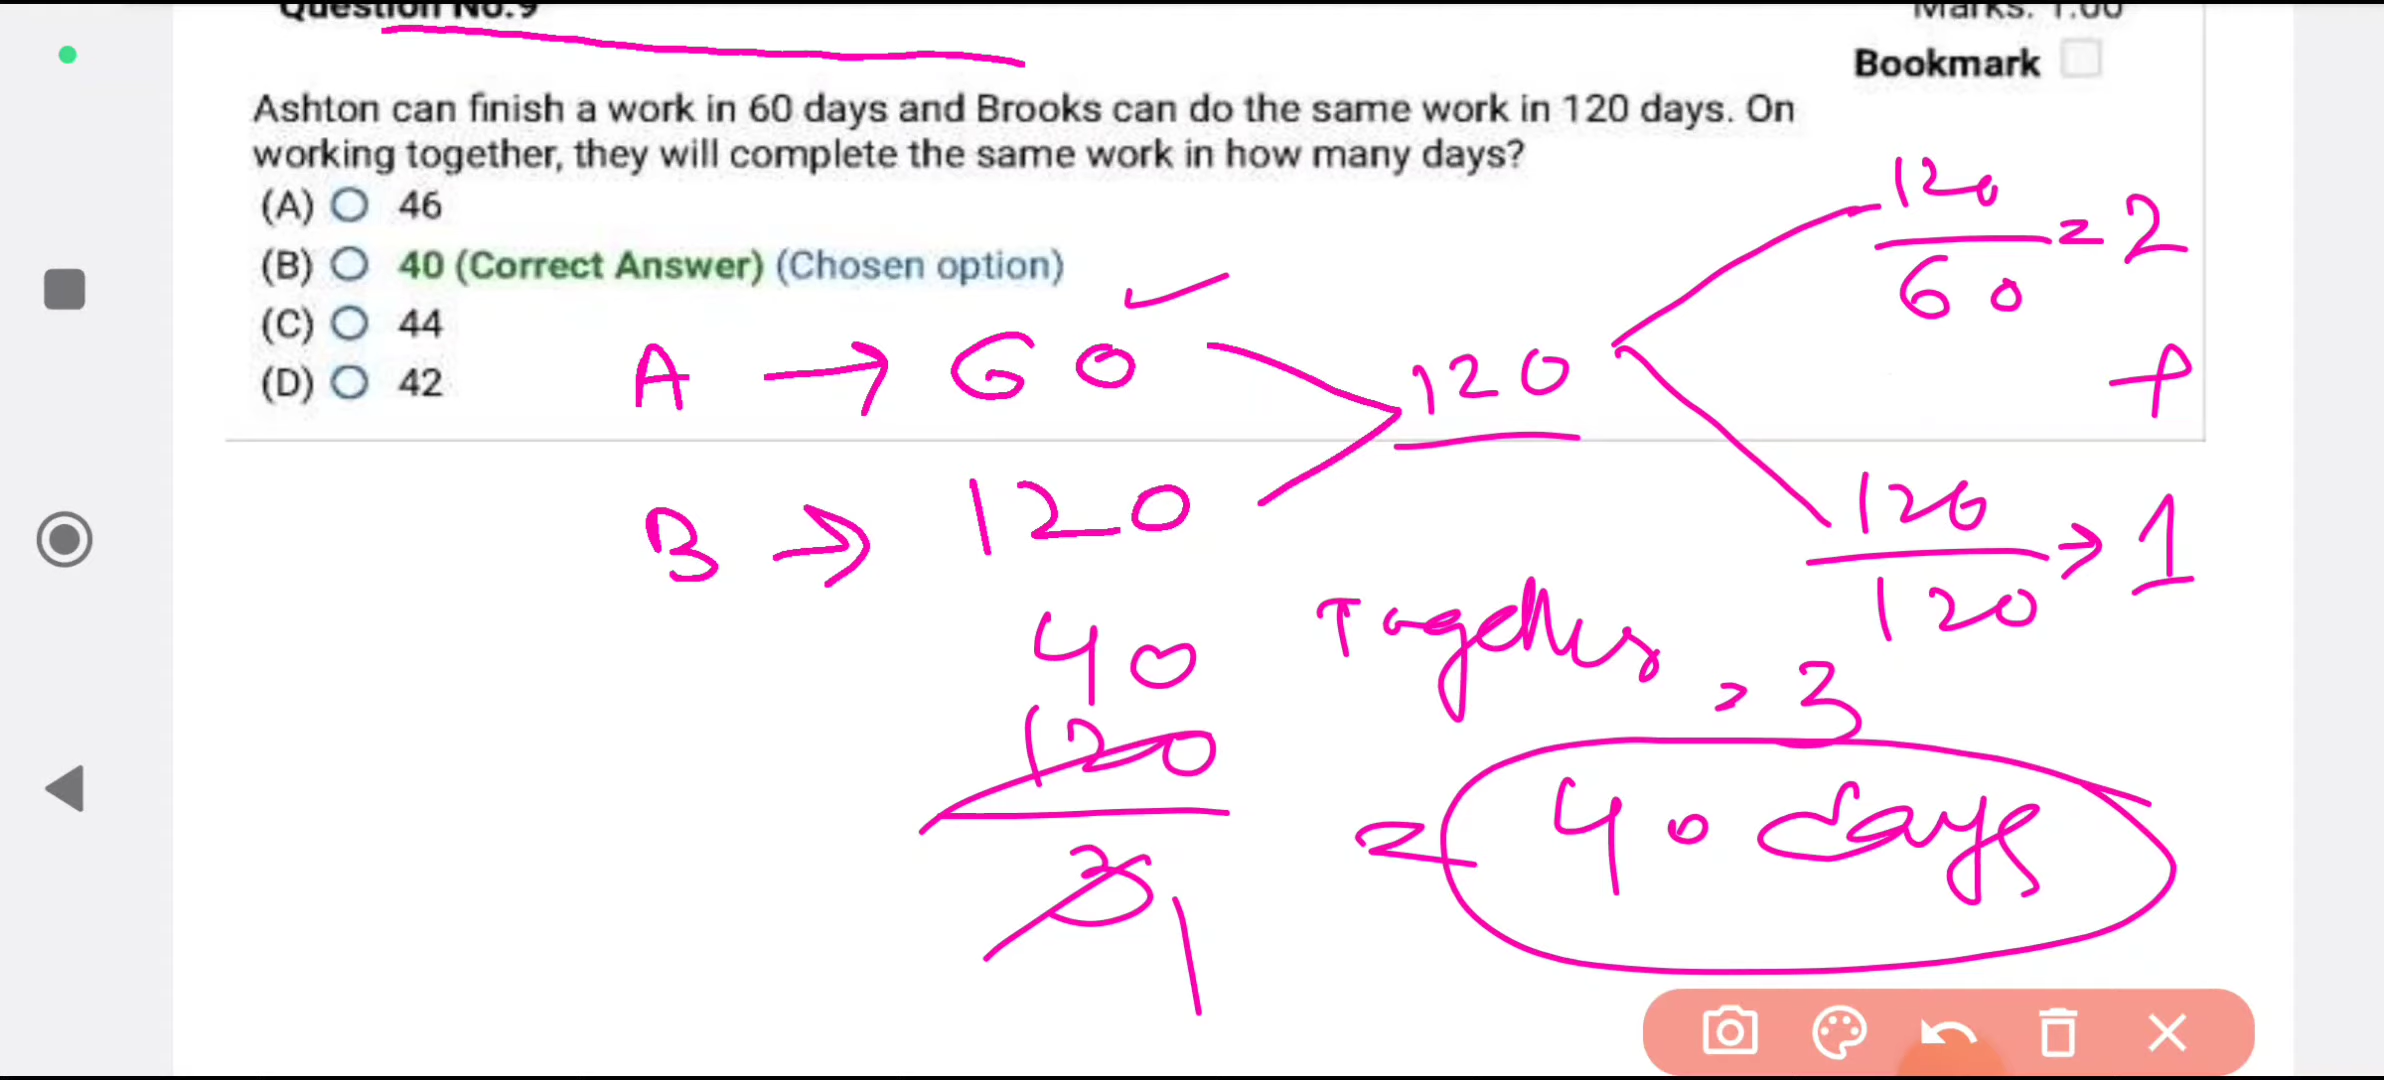 Question No.9
Marks: 1.00
Bookmark
Ashton can finish a work in 60 days and Brooks can do the same work in 120 days. On
working together, they will complete the same work in how many days?
(A) 46
(B) 40 (Correct Answer) (Chosen option)
(C) 44
(D) 42
A → 60
B → 120
120
120
60
= 2
+
120
120
→ 1
Together = 3
40
120
3
1
= 40 days